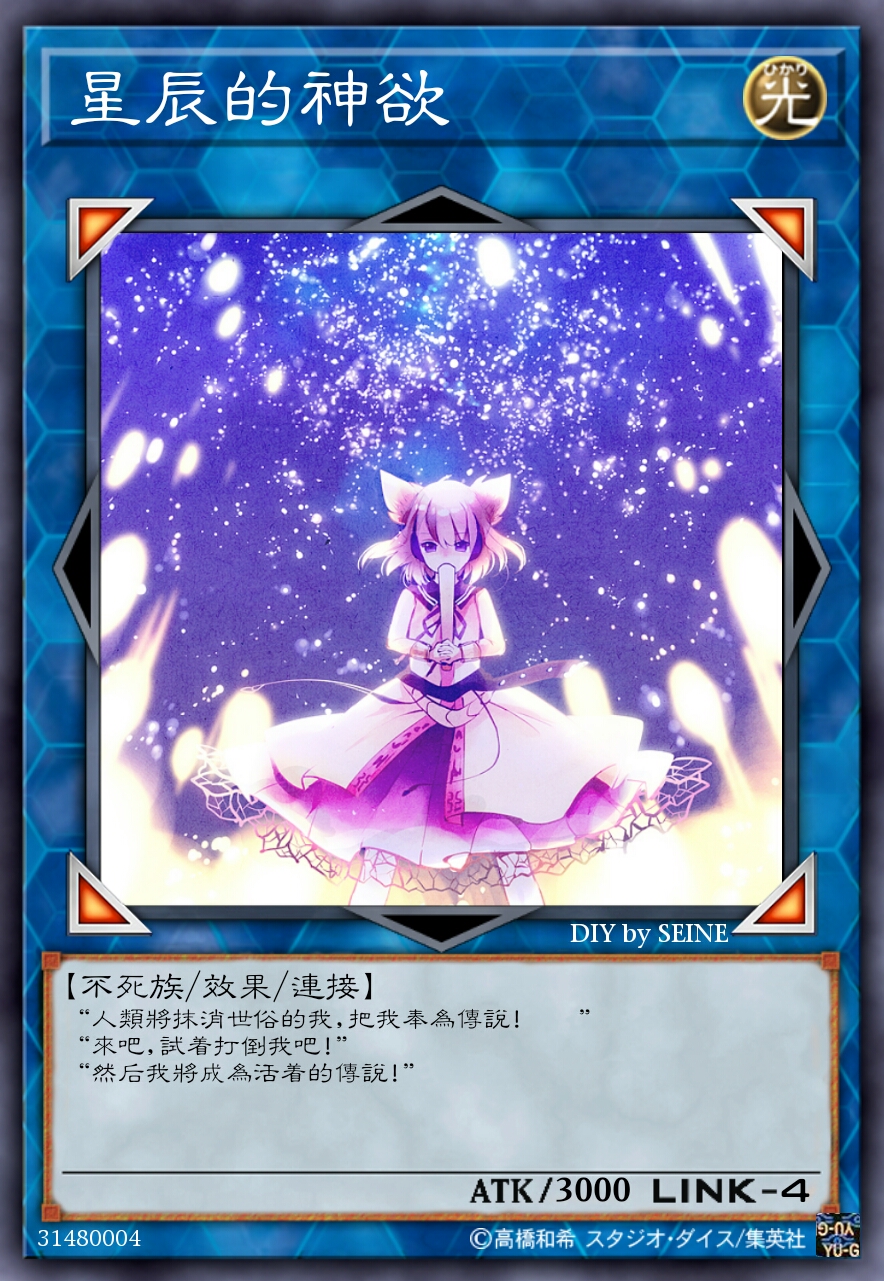 星辰的神欲
ひかり
光
DIY by SEINE
【不死族/效果/連接】
“人類將抹消世俗的我,把我奉為傳說!　　”
“來吧,試着打倒我吧!”
“然后我將成為活着的傳說!”
ATK/3000 LINK-4
31480004
©高橋和希 スタジオ・ダイス/集英社